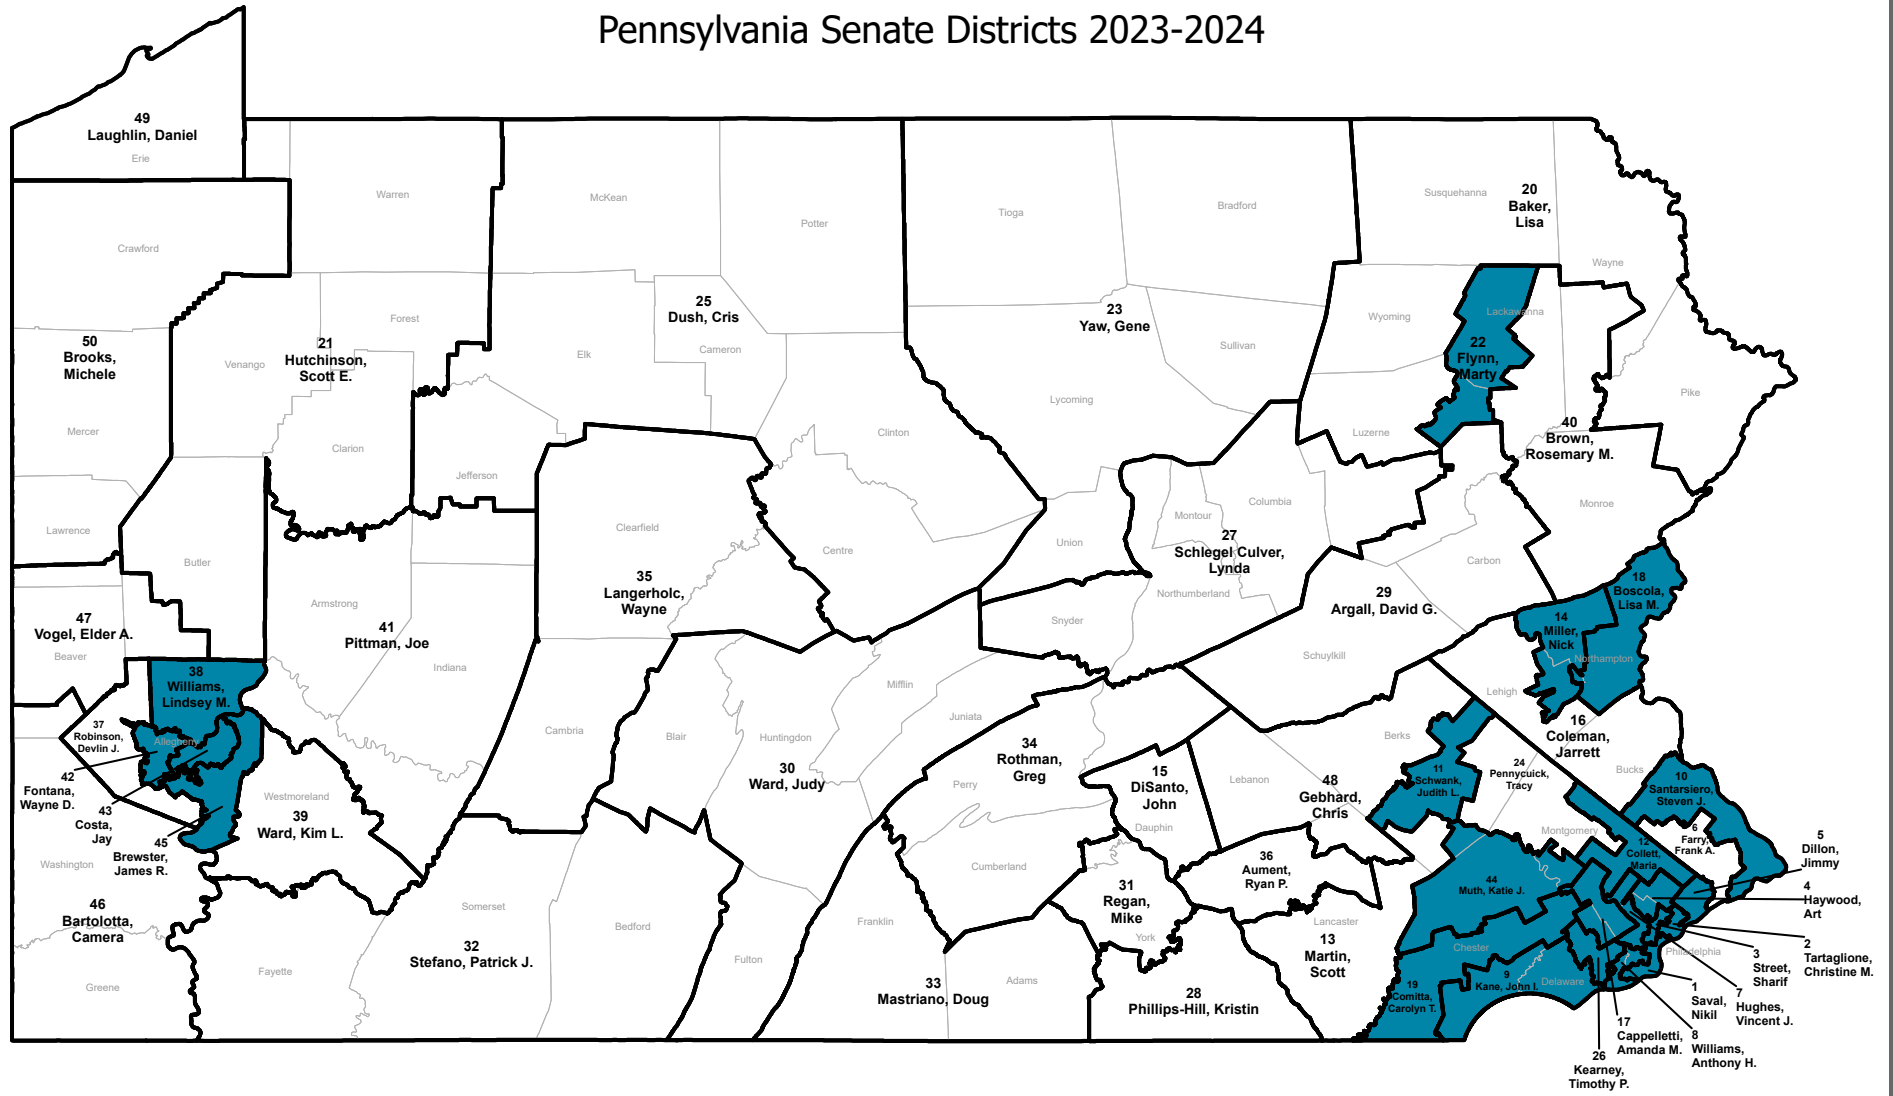 Pennsylvania Senate Districts 2023-2024
49
Laughlin, Daniel
Erie
Warren
McKean
Potter
Tioga
Bradford
Susquehanna
20
Baker,
Lisa
Wayne
Crawford
50
Brooks,
Michele
Mercer
Lawrence
Venango
Forest
21
Hutchinson,
Scott E.
Clarion
Jefferson
Elk
25
Dush, Cris
Cameron
Clinton
Centre
23
Yaw, Gene
Lycoming
Sullivan
Wyoming
Lackawanna
22
Flynn,
Marty
Luzerne
40
Brown,
Rosemary M.
Pike
Monroe
Butler
Armstrong
41
Pittman, Joe
Indiana
Clearfield
35
Langerholc,
Wayne
Union
Montour
Columbia
27
Schlegel Culver,
Lynda
Northumberland
Snyder
29
Argall, David G.
Carbon
Schuylkill
47
Vogel, Elder A.
Beaver
38
Williams,
Lindsey M.
37
Robinson,
Devlin J.
Allegheny
42
Fontana,
Wayne D.
43
Costa,
Jay
45
Brewster,
James R.
Westmoreland
39
Ward, Kim L.
Washington
46
Bartolotta,
Camera
Greene
Fayette
Somerset
32
Stefano, Patrick J.
Cambria
Blair
Huntingdon
30
Ward, Judy
Bedford
Fulton
Mifflin
Juniata
34
Rothman,
Greg
Perry
Cumberland
Franklin
33
Mastriano, Doug
Adams
15
DiSanto,
John
Dauphin
Lebanon
48
Gebhard,
Chris
31
Regan,
Mike
York
36
Aument,
Ryan P.
Lancaster
13
Martin,
Scott
28
Phillips-Hill, Kristin
18
Boscola,
Lisa M.
14
Miller,
Nick
Northampton
Lehigh
16
Coleman,
Jarrett
Berks
11
Schwank,
Judith L.
24
Pennycuick,
Tracy
Bucks
10
Santarsiero,
Steven J.
6
Farry,
Frank A.
Montgomery
12
Collett,
Maria
44
Muth, Katie J.
Chester
19
Comitta,
Carolyn T.
9
Kane, John I.
Delaware
Philadelphia
5
Dillon,
Jimmy
4
Haywood,
Art
2
Tartaglione,
Christine M.
3
Street,
Sharif
7
Hughes,
Vincent J.
1
Saval,
Nikil
8
Williams,
Anthony H.
17
Cappelletti,
Amanda M.
26
Kearney,
Timothy P.